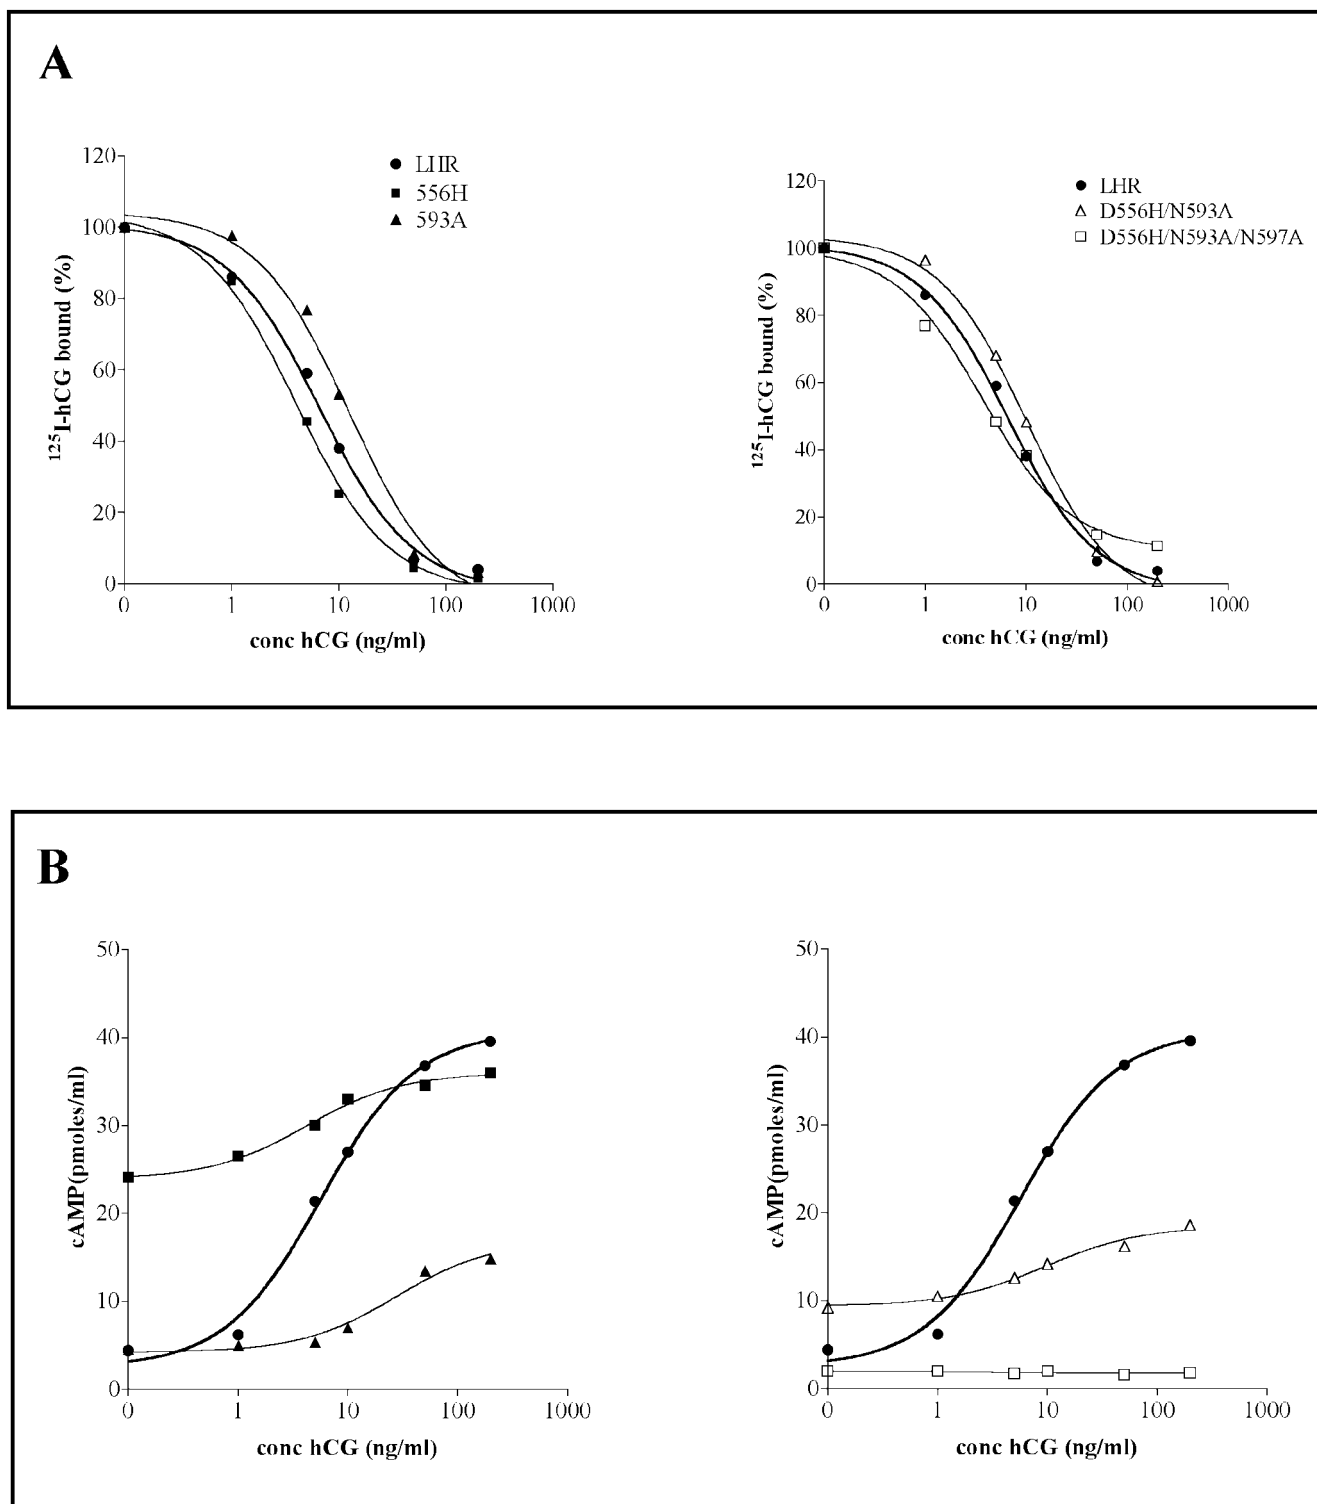 A
120
100
80
60
40
20
0
¹²⁵I-hCG bound (%)
0 1 10 100 1000
conc hCG (ng/ml)
LHR
556H
593A
120
100
80
60
40
20
0
¹²⁵I-hCG bound (%)
0 1 10 100 1000
conc hCG (ng/ml)
LHR
D556H/N593A
D556H/N593A/N597A
B
50
40
30
20
10
0
cAMP(pmoles/ml)
0 1 10 100 1000
conc hCG (ng/ml)
50
40
30
20
10
0
cAMP(pmoles/ml)
0 1 10 100 1000
conc hCG (ng/ml)